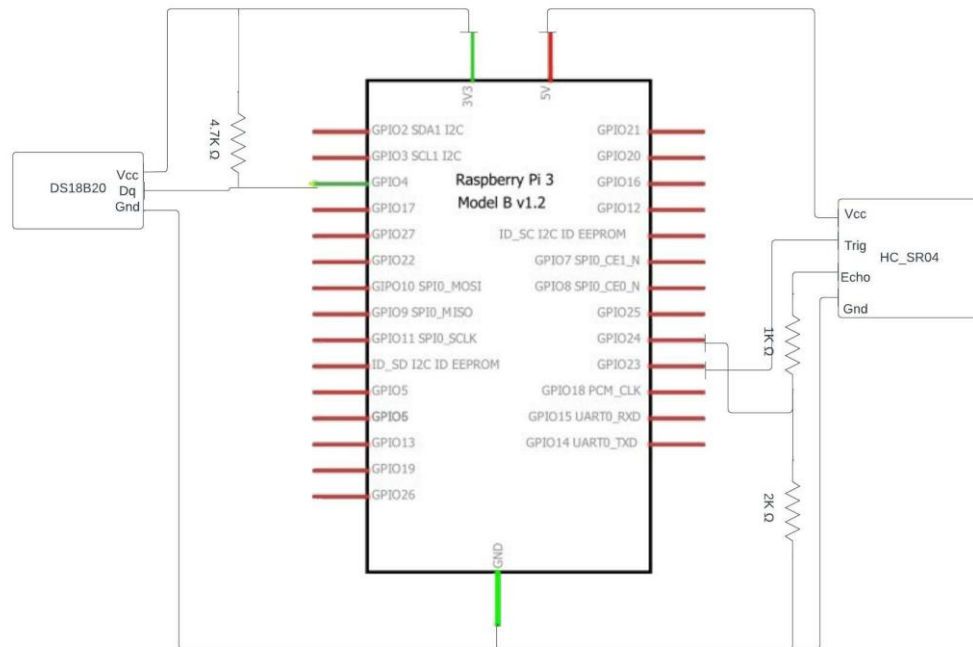 3V3
5V
4.7K Ω
DS18B20
Vcc
Dq
Gnd
GPIO2 SDA1 I2C
GPIO3 SCL1 I2C
GPIO4
GPIO17
GPIO27
GPIO22
GIPO10 SPI0_MOSI
GPIO9 SPI0_MISO
GPIO11 SPI0_SCLK
ID_SD I2C ID EEPROM
GPIO5
GPIO6
GPIO13
GPIO19
GPIO26
Raspberry Pi 3
Model B v1.2
GPIO21
GPIO20
GPIO16
GPIO12
ID_SC I2C ID EEPROM
GPIO7 SPI0_CE1_N
GPIO8 SPI0_CE0_N
GPIO25
GPIO24
GPIO23
GPIO18 PCM_CLK
GPIO15 UART0_RXD
GPIO14 UART0_TXD
GND
Vcc
Trig
Echo
Gnd
HC_SR04
1K Ω
2K Ω